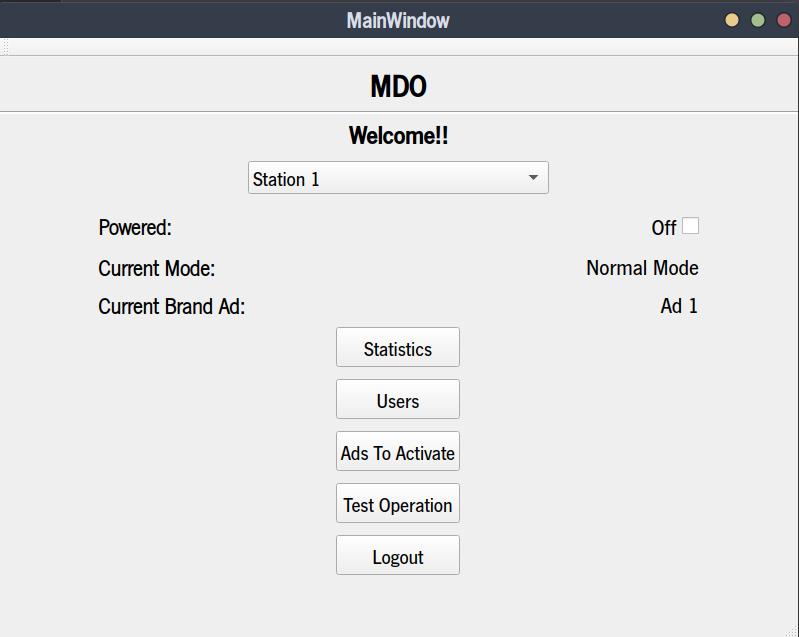 MainWindow
MDO
Welcome!!
Station 1
Powered: Off
Current Mode: Normal Mode
Current Brand Ad: Ad 1
Statistics
Users
Ads To Activate
Test Operation
Logout